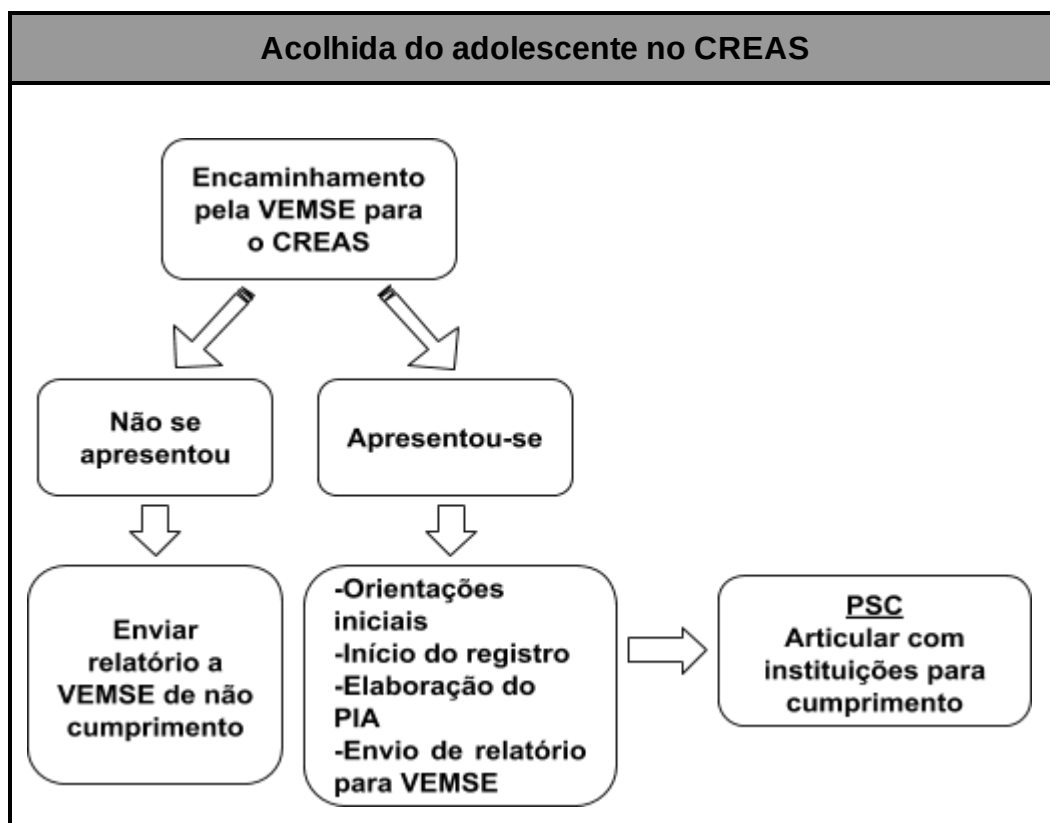 Acolhida do adolescente no CREAS
Encaminhamento
pela VEMSE para
o CREAS
Não se
apresentou
Apresentou-se
Enviar
relatório a
VEMSE de não
cumprimento
-Orientações
iniciais
-Início do registro
-Elaboração do
PIA
-Envio de relatório
para VEMSE
PSC
Articular com
instituições para
cumprimento